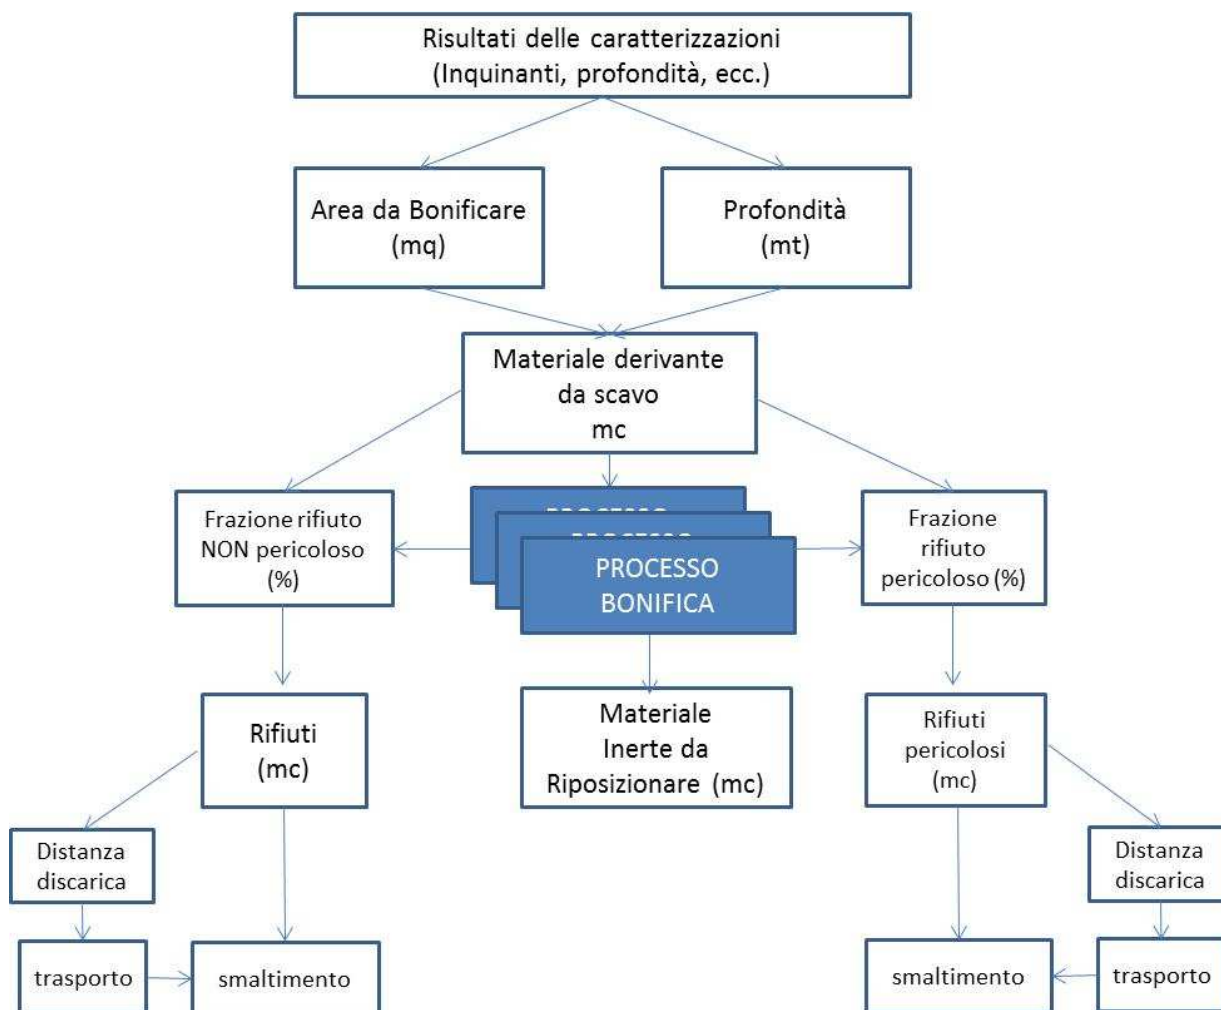 Risultati delle caratterizzazioni
(Inquinanti, profondità, ecc.)
Area da Bonificare
(mq)
Profondità
(mt)
Materiale derivante
da scavo
mc
Frazione rifiuto
NON pericoloso
(%)
PROCESSO
PROCESSO
PROCESSO
BONIFICA
Frazione
rifiuto
pericoloso (%)
Rifiuti
(mc)
Materiale
Inerte da
Riposizionare (mc)
Rifiuti
pericolosi
(mc)
Distanza
discarica
Distanza
discarica
trasporto
smaltimento
smaltimento
trasporto